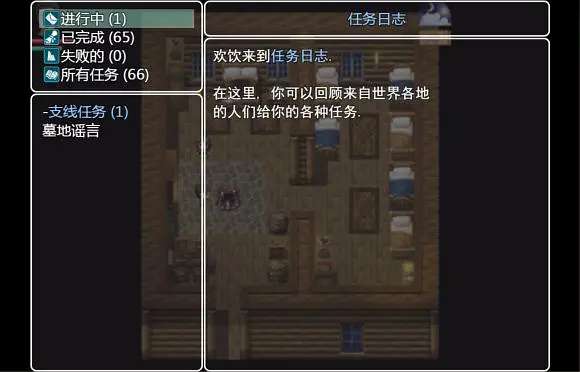 进行中 (1)
已完成 (65)
失败的 (0)
所有任务 (66)
-支线任务 (1)
墓地谣言
任务日志
欢饮来到任务日志.
在这里, 你可以回顾来自世界各地
的人们给你的各种任务.